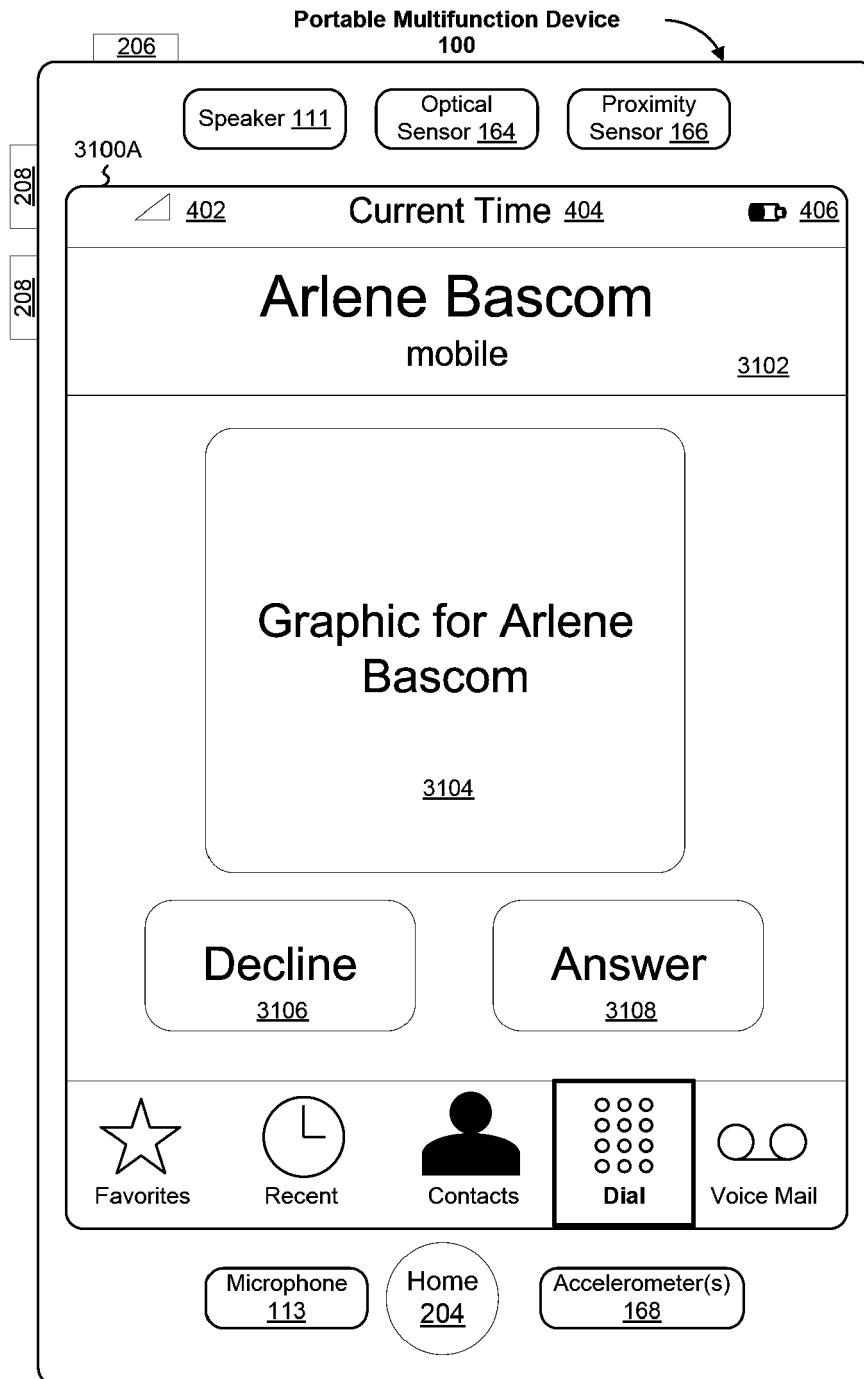 Portable Multifunction Device
100
206
Speaker 111
Optical
Sensor 164
Proximity
Sensor 166
3100A
208
402
Current Time 404
406
208
Arlene Bascom
mobile
3102
Graphic for Arlene
Bascom
3104
Decline
3106
Answer
3108
Favorites
Recent
Contacts
Dial
Voice Mail
Microphone
113
Home
204
Accelerometer(s)
168